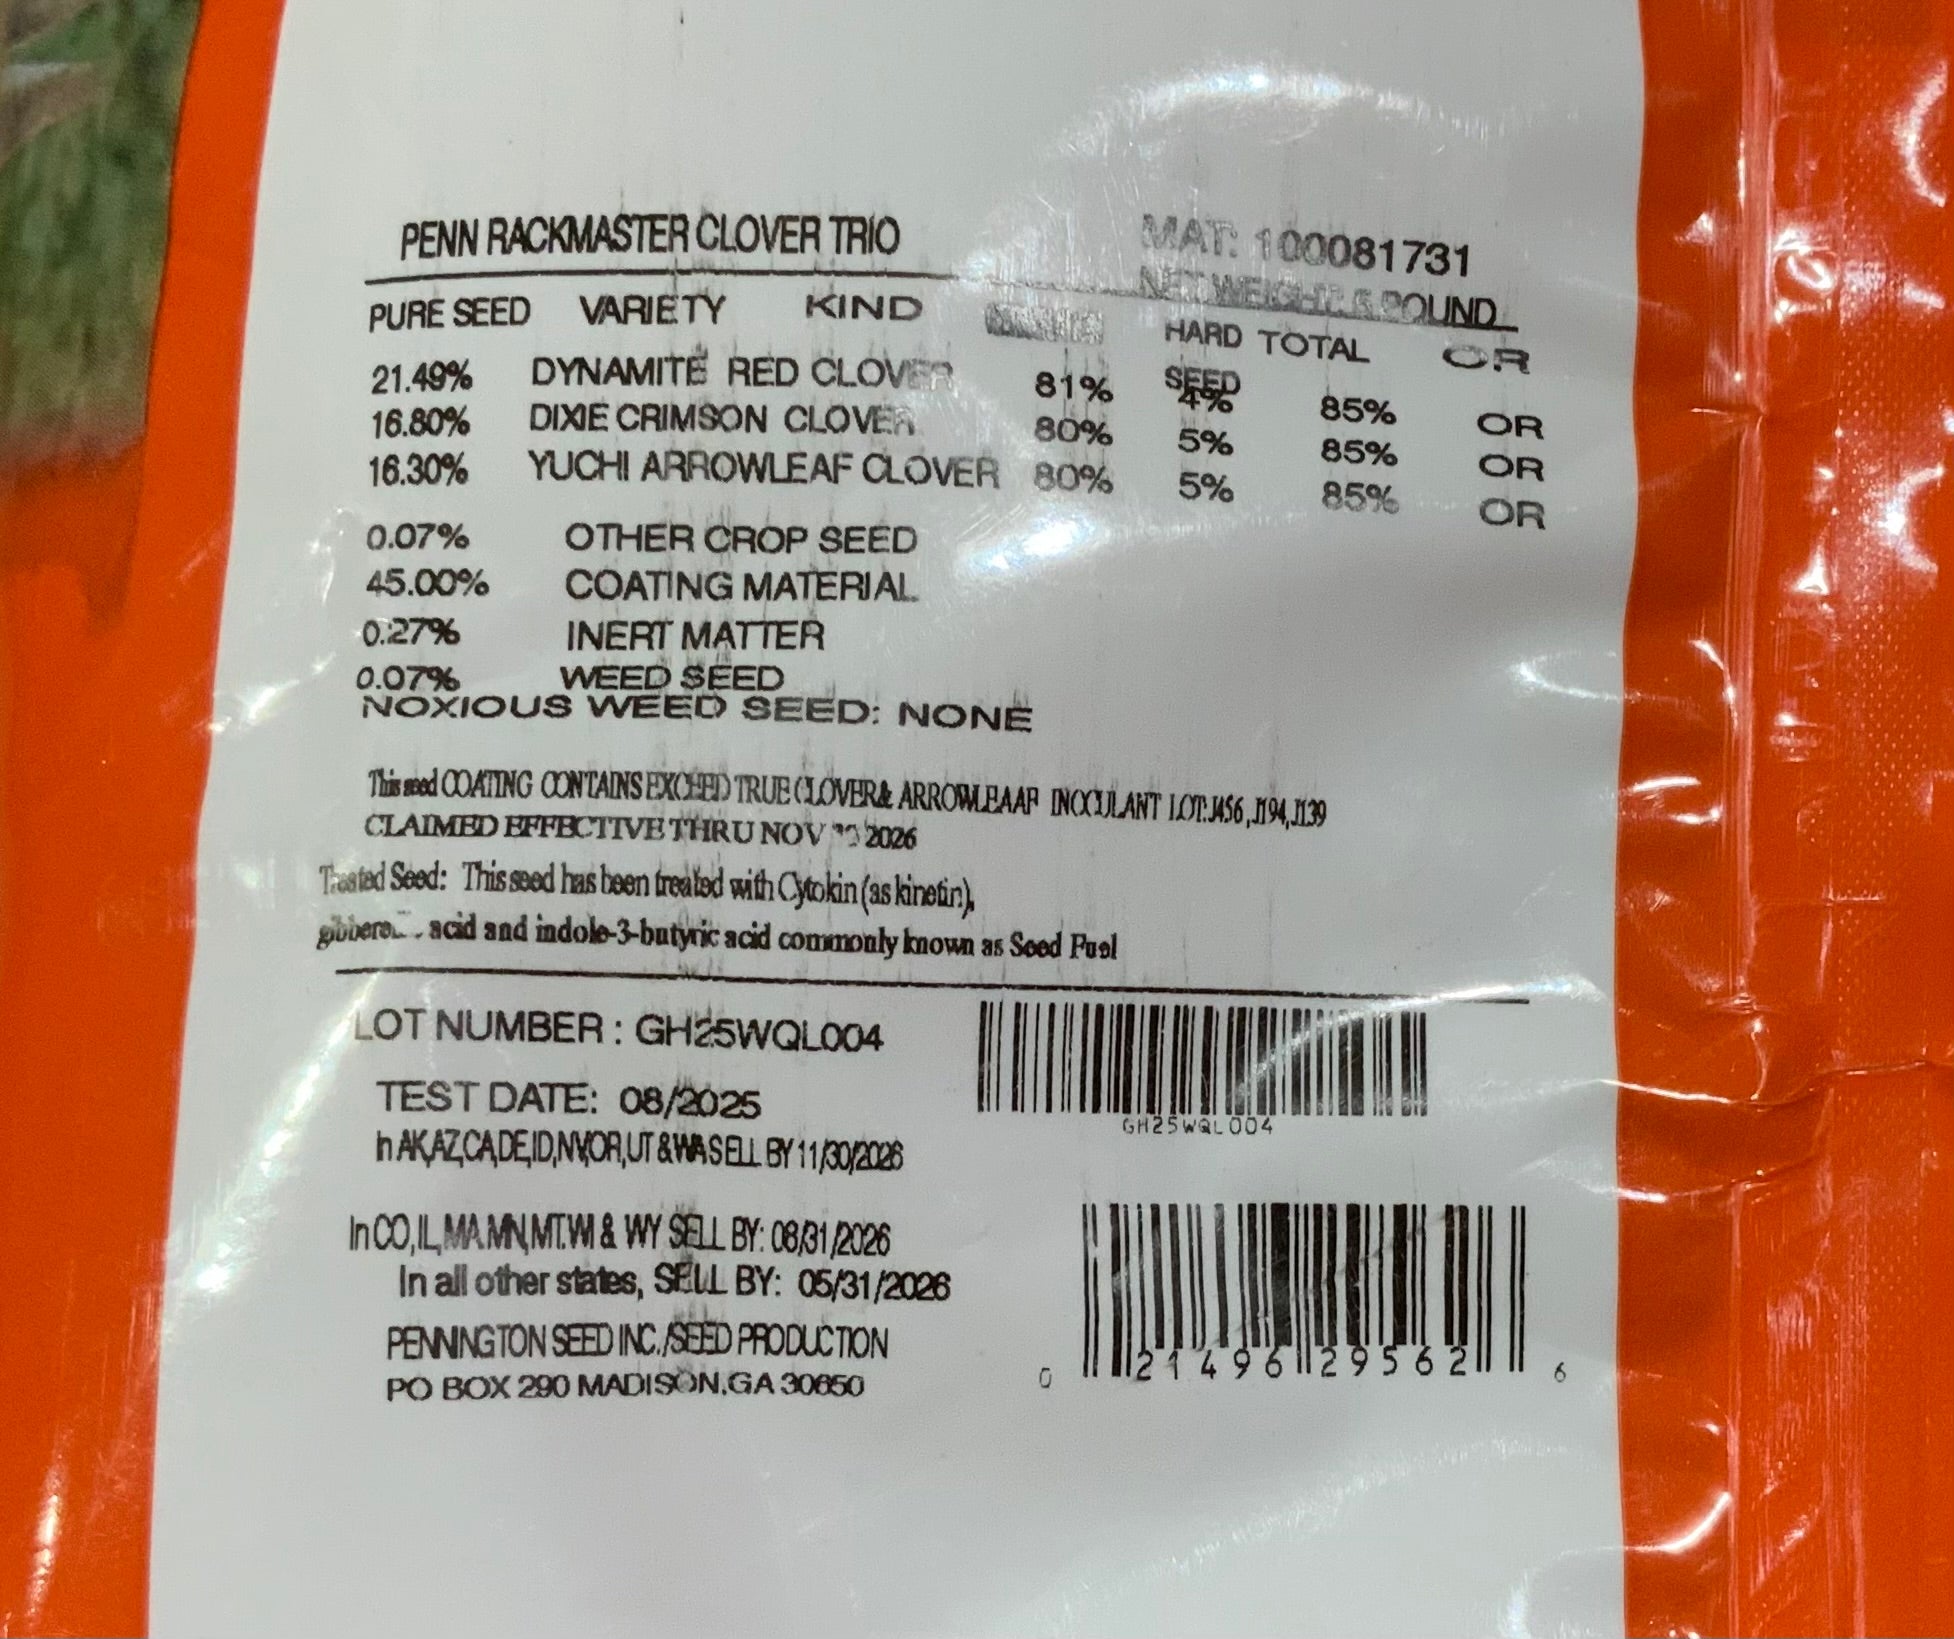 PENN RACKMASTER CLOVER TRIO
MAT: 100081731
NET WEIGHT: 5 POUND
PURE SEED VARIETY KIND HARD SEED TOTAL OR
21.49% DYNAMITE RED CLOVER 81% 4% 85% OR
16.80% DIXIE CRIMSON CLOVER 80% 5% 85% OR
16.30% YUCHI ARROWLEAF CLOVER 80% 5% 85% OR
0.07% OTHER CROP SEED
45.00% COATING MATERIAL
0.27% INERT MATTER
0.07% WEED SEED
NOXIOUS WEED SEED: NONE
This seed COATING CONTAINS EXCEED TRUE CLOVER& ARROWLEAAF INOCULANT LOT:J456,J194,J139
CLAIMED EFFECTIVE THRU NOV 2026
Treated Seed: This seed has been treated with Cytokin (as kinetin),
acid and indole-3-butyric acid commonly known as Seed Fuel
LOT NUMBER : GH25WQL004
GH25WQL004
TEST DATE: 08/2025
In AK,AZ,CA,DE,ID,NV,OR,UT & WA SELL BY 11/30/2026
In CO,IL,MA.MN,MT.WI & WY SELL BY: 08/31/2026
In all other states, SELL BY: 05/31/2026
PENNINGTON SEED INC./SEED PRODUCTION
PO BOX 290 MADISON,GA 30650
0 21496 29562 6